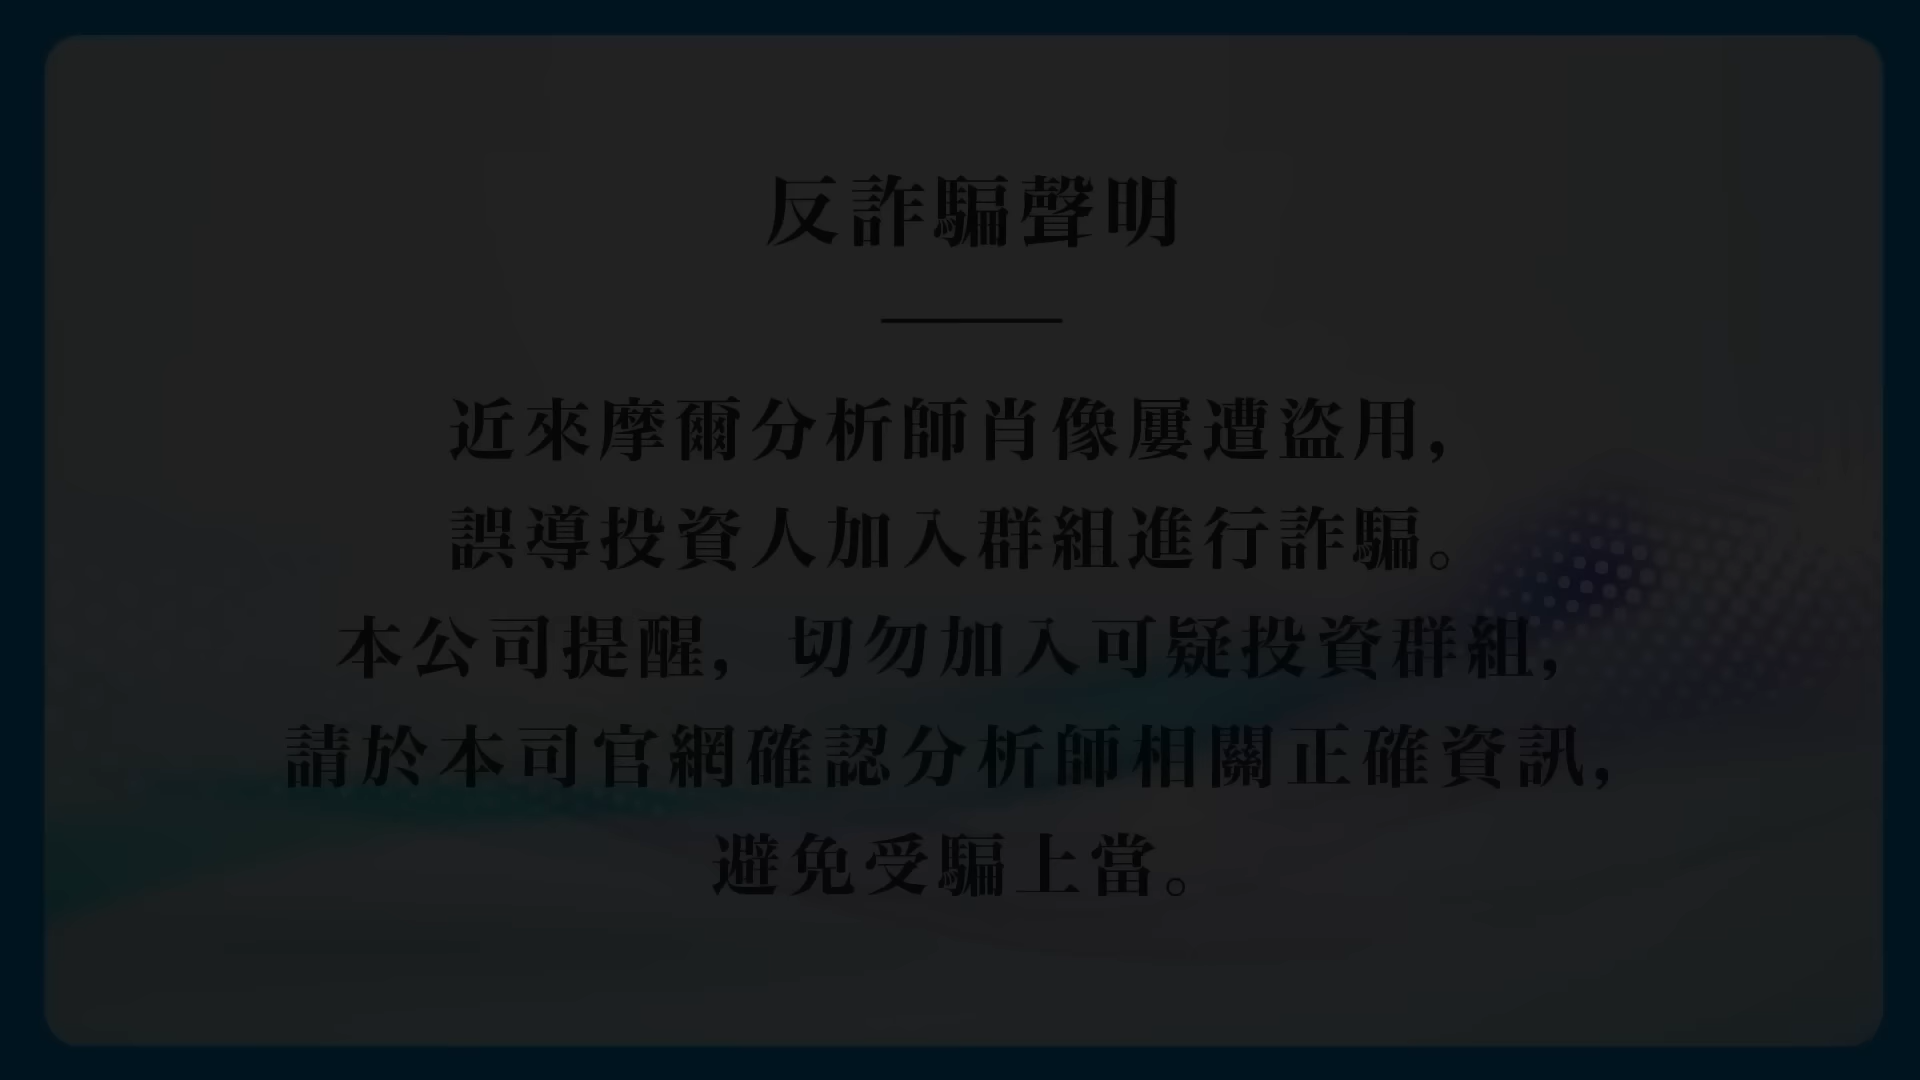 反詐騙聲明
近來摩爾分析師肖像屢遭盜用，
誤導投資人加入群組進行詐騙。
本公司提醒，切勿加入可疑投資群組，
請於本司官網確認分析師相關正確資訊，
避免受騙上當。